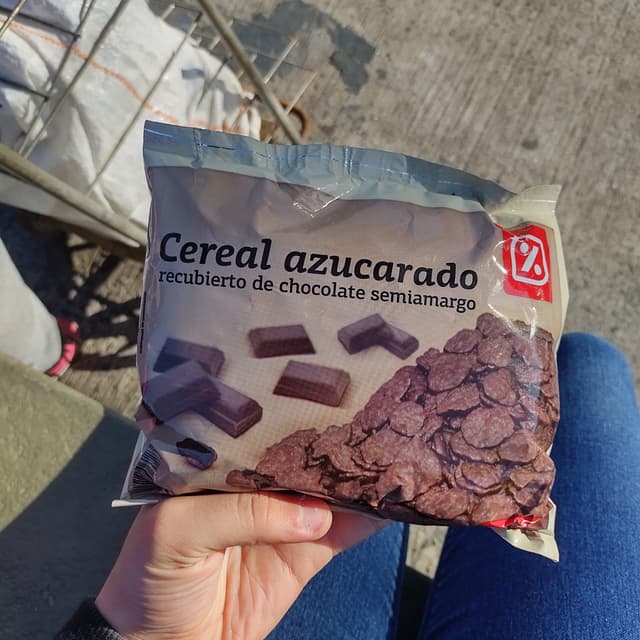 Cereal azucarado
recubierto de chocolate semiamargo
%